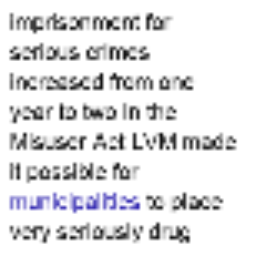 imprisonment for
serious crimes
increased from one
year to two in the
Misuser Act LVM made
it possible for
municipalities to place
very seriously drug